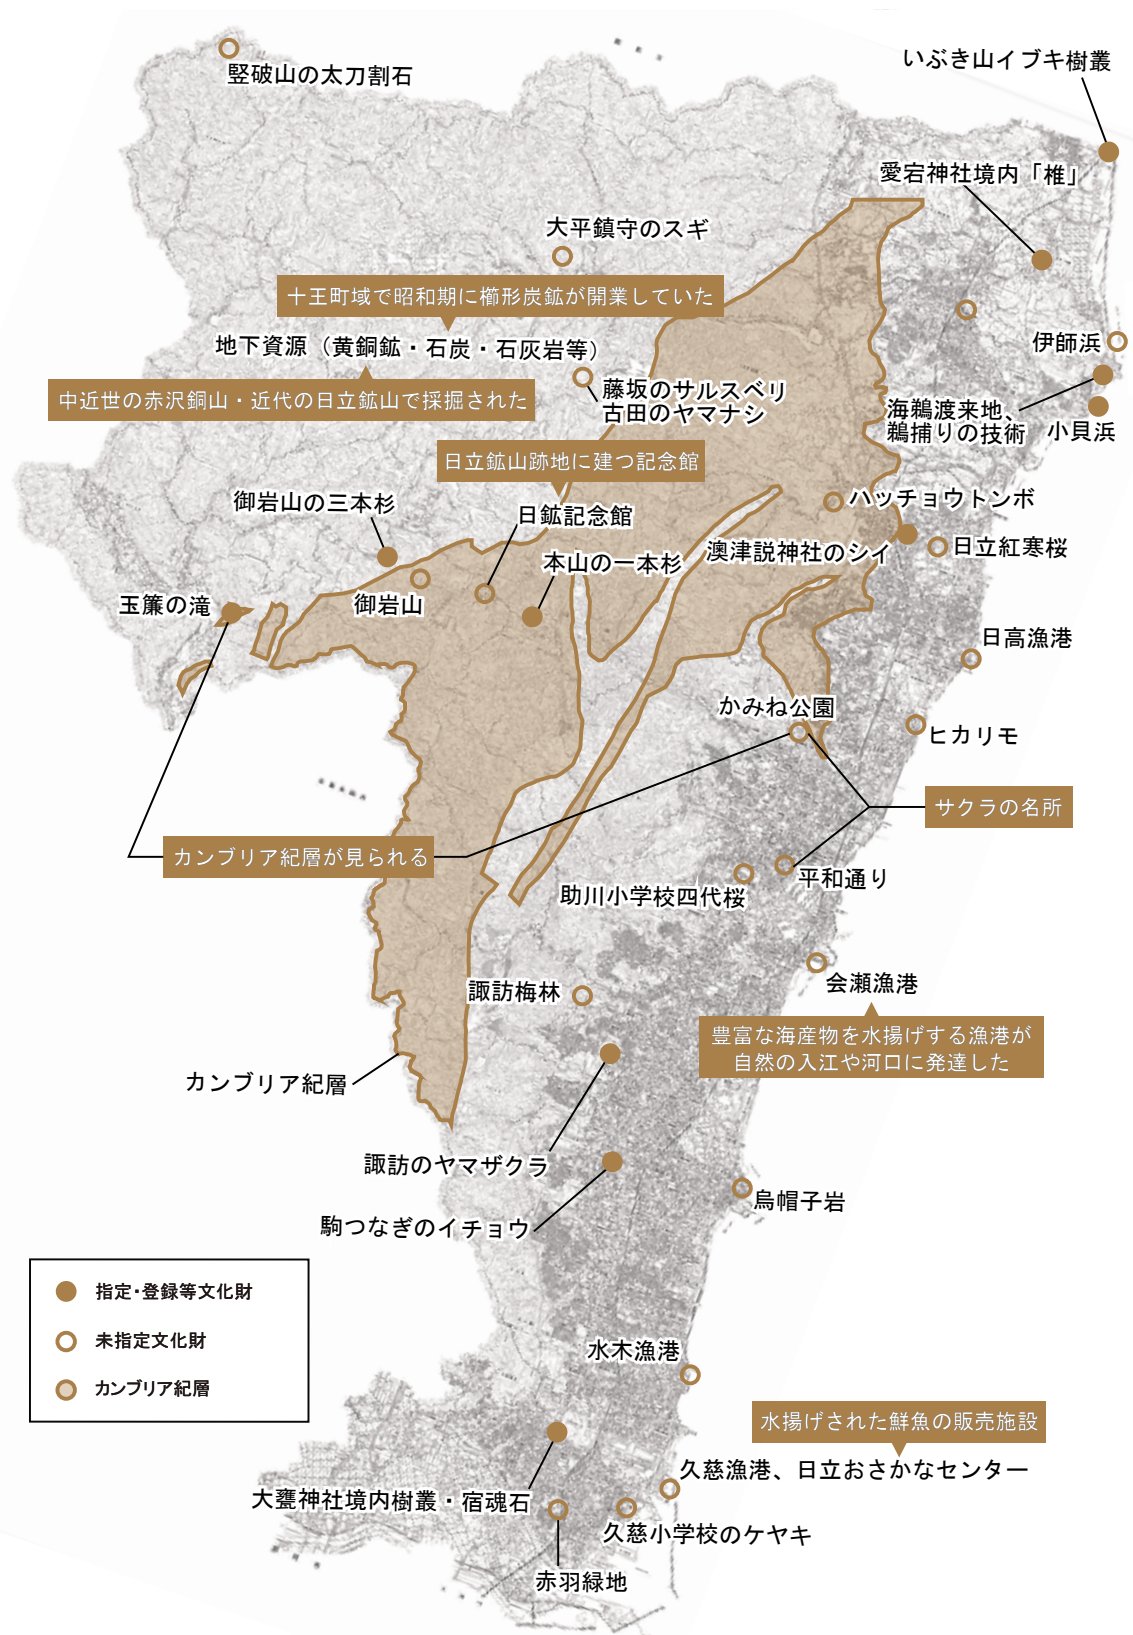 竪破山の太刀割石
いぶき山イブキ樹叢
愛宕神社境内「椎」
大平鎮守のスギ
十王町域で昭和期に櫛形炭鉱が開業していた
地下資源（黄銅鉱・石炭・石灰岩等）
中近世の赤沢銅山・近代の日立鉱山で採掘された
伊師浜
藤坂のサルスベリ
古田のヤマナシ
海鵜渡来地、
鵜捕りの技術
小貝浜
日立鉱山跡地に建つ記念館
御岩山の三本杉
日鉱記念館
ハッチョウトンボ
本山の一本杉
澳津説神社のシイ
日立紅寒桜
玉簾の滝
御岩山
日高漁港
かみね公園
ヒカリモ
サクラの名所
カンブリア紀層が見られる
平和通り
助川小学校四代桜
会瀬漁港
諏訪梅林
豊富な海産物を水揚げする漁港が
自然の入江や河口に発達した
カンブリア紀層
諏訪のヤマザクラ
烏帽子岩
駒つなぎのイチョウ
指定・登録等文化財
未指定文化財
カンブリア紀層
水木漁港
水揚げされた鮮魚の販売施設
久慈漁港、日立おさかなセンター
大甕神社境内樹叢・宿魂石
久慈小学校のケヤキ
赤羽緑地